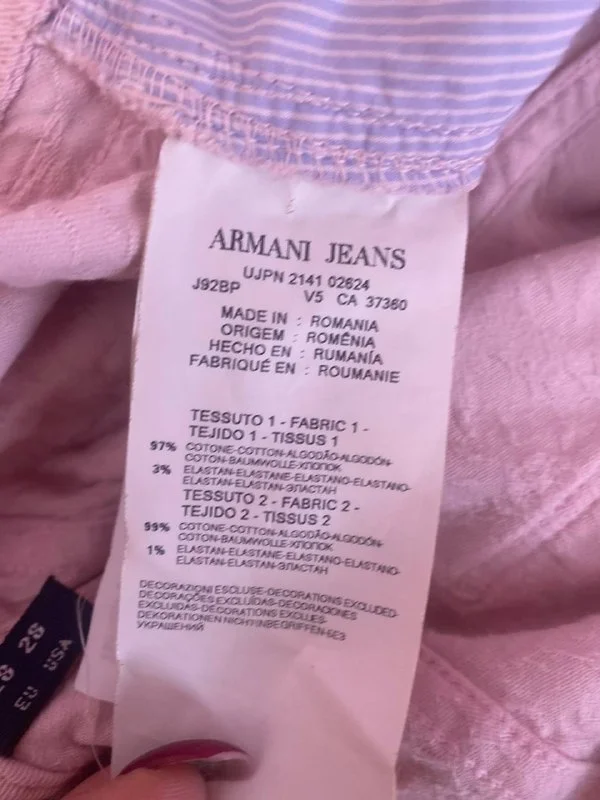 ARMANI JEANS
UJPN 2141 02624
J92BP V5 CA 37360
MADE IN : ROMANIA
ORIGEM : ROMÊNIA
HECHO EN : RUMANÍA
FABRIQUÉ EN : ROUMANIE
TESSUTO 1 - FABRIC 1 -
TEJIDO 1 - TISSUS 1
97% COTONE-COTTON-ALGODÃO-ALGODÓN-
COTON-BAUMWOLLE-ХЛОПОК
3% ELASTAN-ELASTANE-ELASTANO-ELASTANO-
ELASTAN-ELASTAN-ЭЛАСТАН
TESSUTO 2 - FABRIC 2 -
TEJIDO 2 - TISSUS 2
99% COTONE-COTTON-ALGODÃO-ALGODÓN-
COTON-BAUMWOLLE-ХЛОПОК
1% ELASTAN-ELASTANE-ELASTANO-ELASTANO-
ELASTAN-ELASTAN-ЭЛАСТАН
DECORAZIONI ESCLUSE-DECORATIONS EXCLUDED-
DECORAÇÕES EXCLUÍDAS-DECORACIONES
EXCLUIDAS-DECORATIONS EXCLUES-
DEKORATIONEN NICHT INBEGRIFFEN-БЕЗ
УКРАШЕНИЙ
28
EU USA